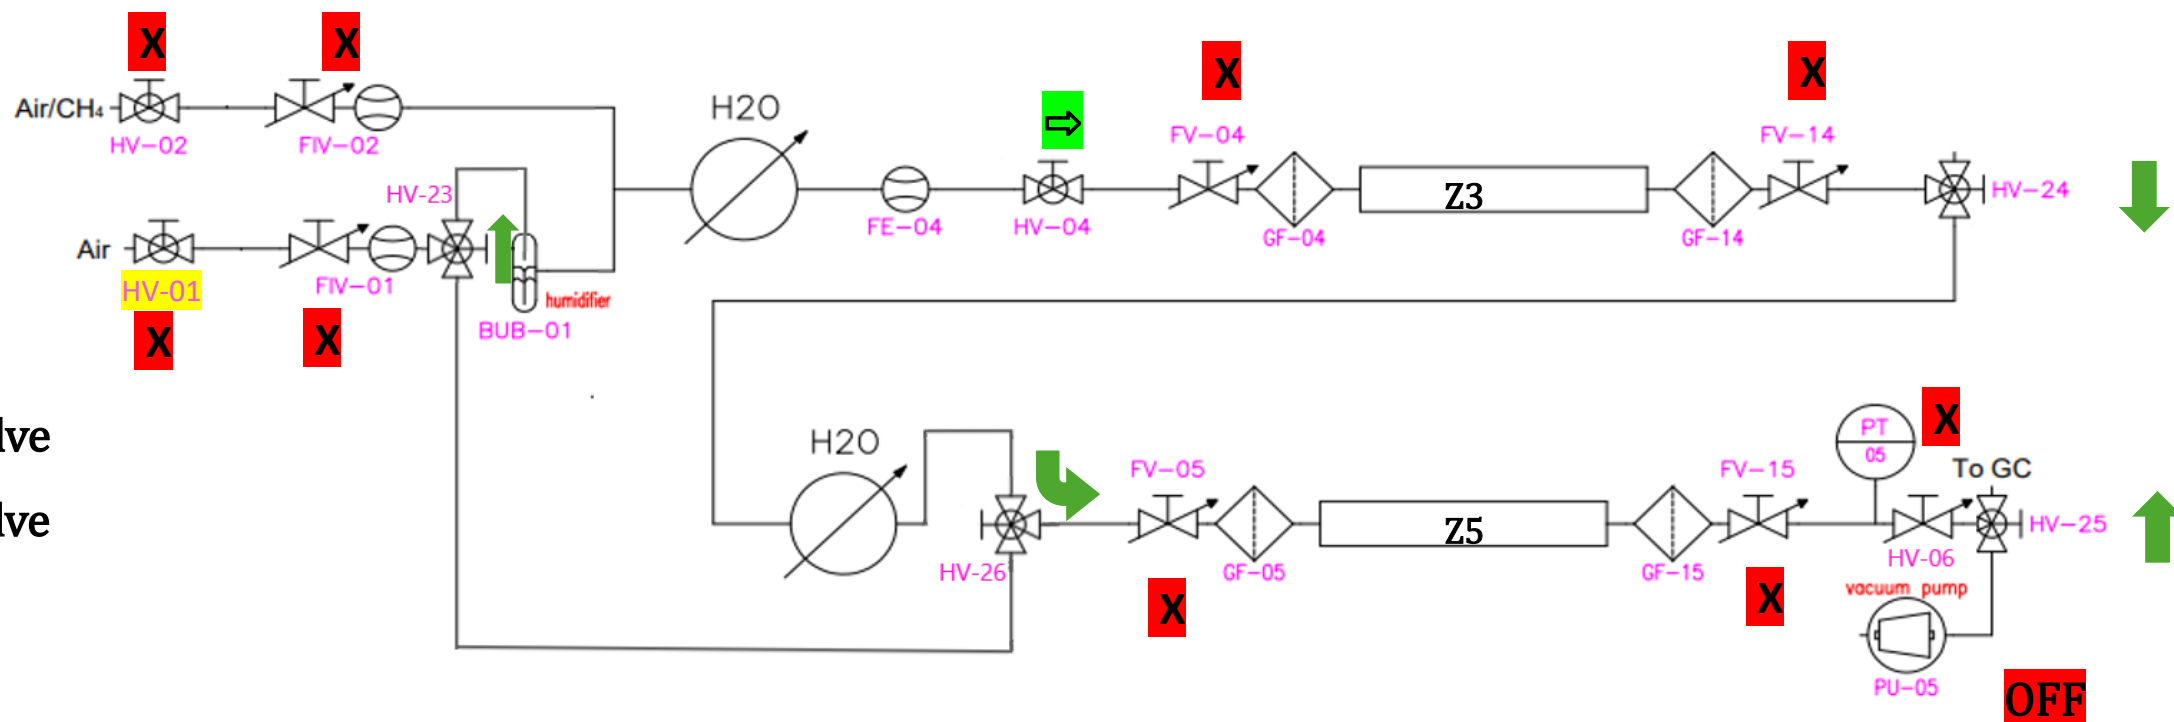 X X
Air/CH4
HV-02 FIV-02
H2O
X X
FV-04 FV-14
HV-23
Z3
HV-24
FE-04 HV-04
GF-04 GF-14
Air
HV-01
FIV-01
humidifier
BUB-01
X X
H2O
lve
lve
HV-26
FV-05
GF-05
X
Z5
FV-15
GF-15
X
PT
05
X
To GC
HV-25
HV-06
vacuum pump
PU-05
OFF